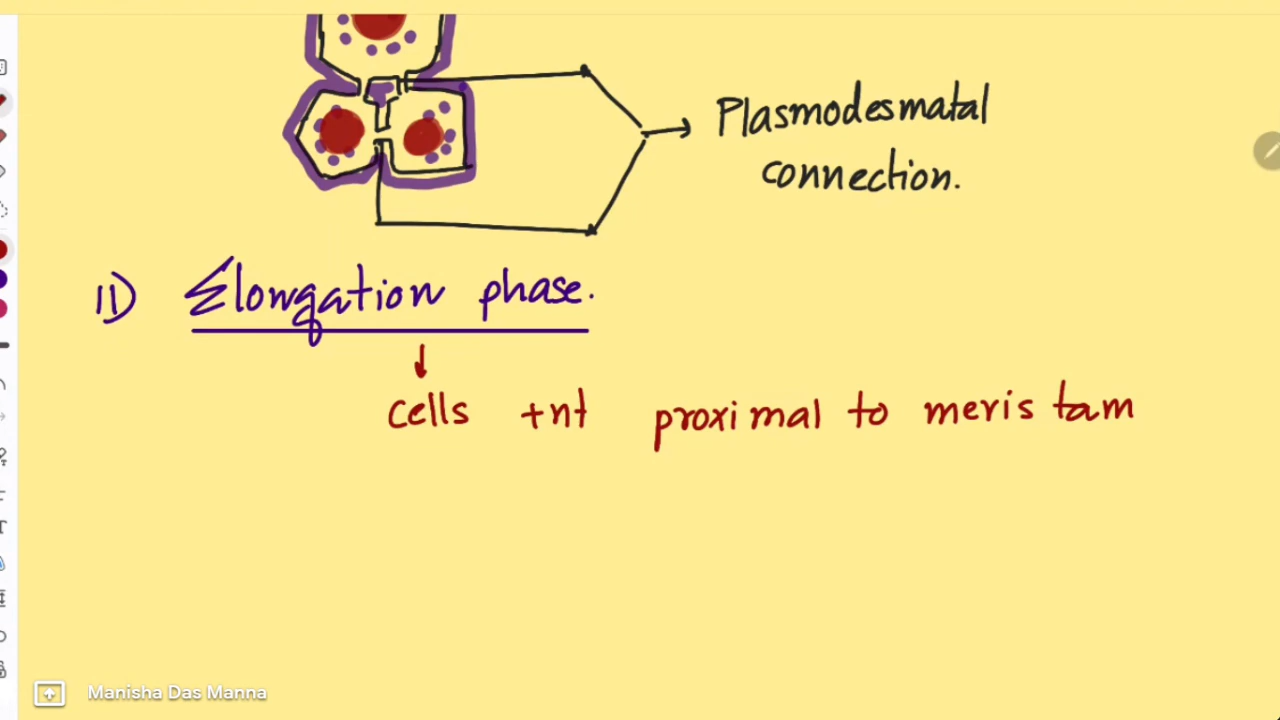 Plasmodesmatal
connection.
II) Elongation phase.
cells +nt proximal to meris tam
Manisha Das Manna